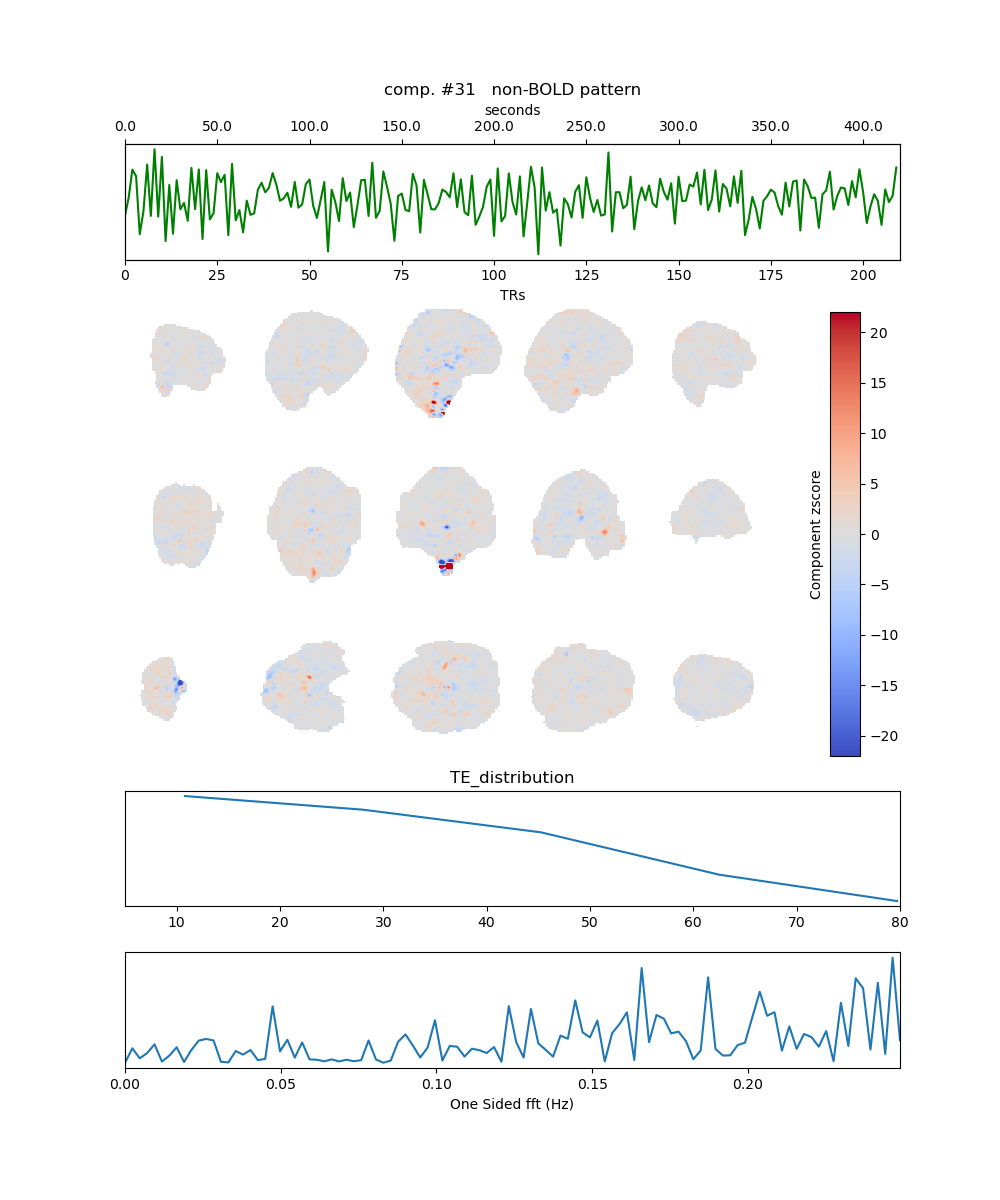 comp. #31   non-BOLD pattern
seconds
0.0 50.0 100.0 150.0 200.0 250.0 300.0 350.0 400.0
0 25 50 75 100 125 150 175 200
TRs
20
15
10
5
0
−5
−10
−15
−20
Component zscore
TE_distribution
10 20 30 40 50 60 70 80
0.00 0.05 0.10 0.15 0.20
One Sided fft (Hz)